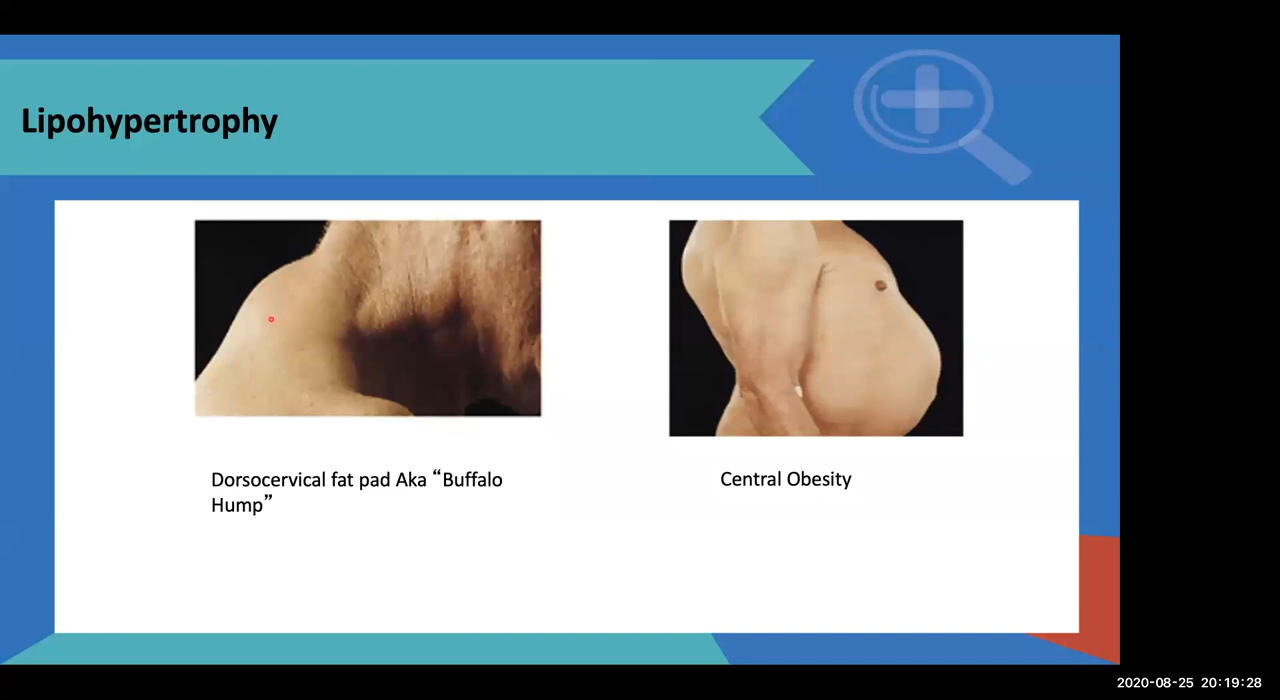 Lipohypertrophy
Dorsocervical fat pad Aka “Buffalo
Hump”
Central Obesity
2020-08-25 20:19:28